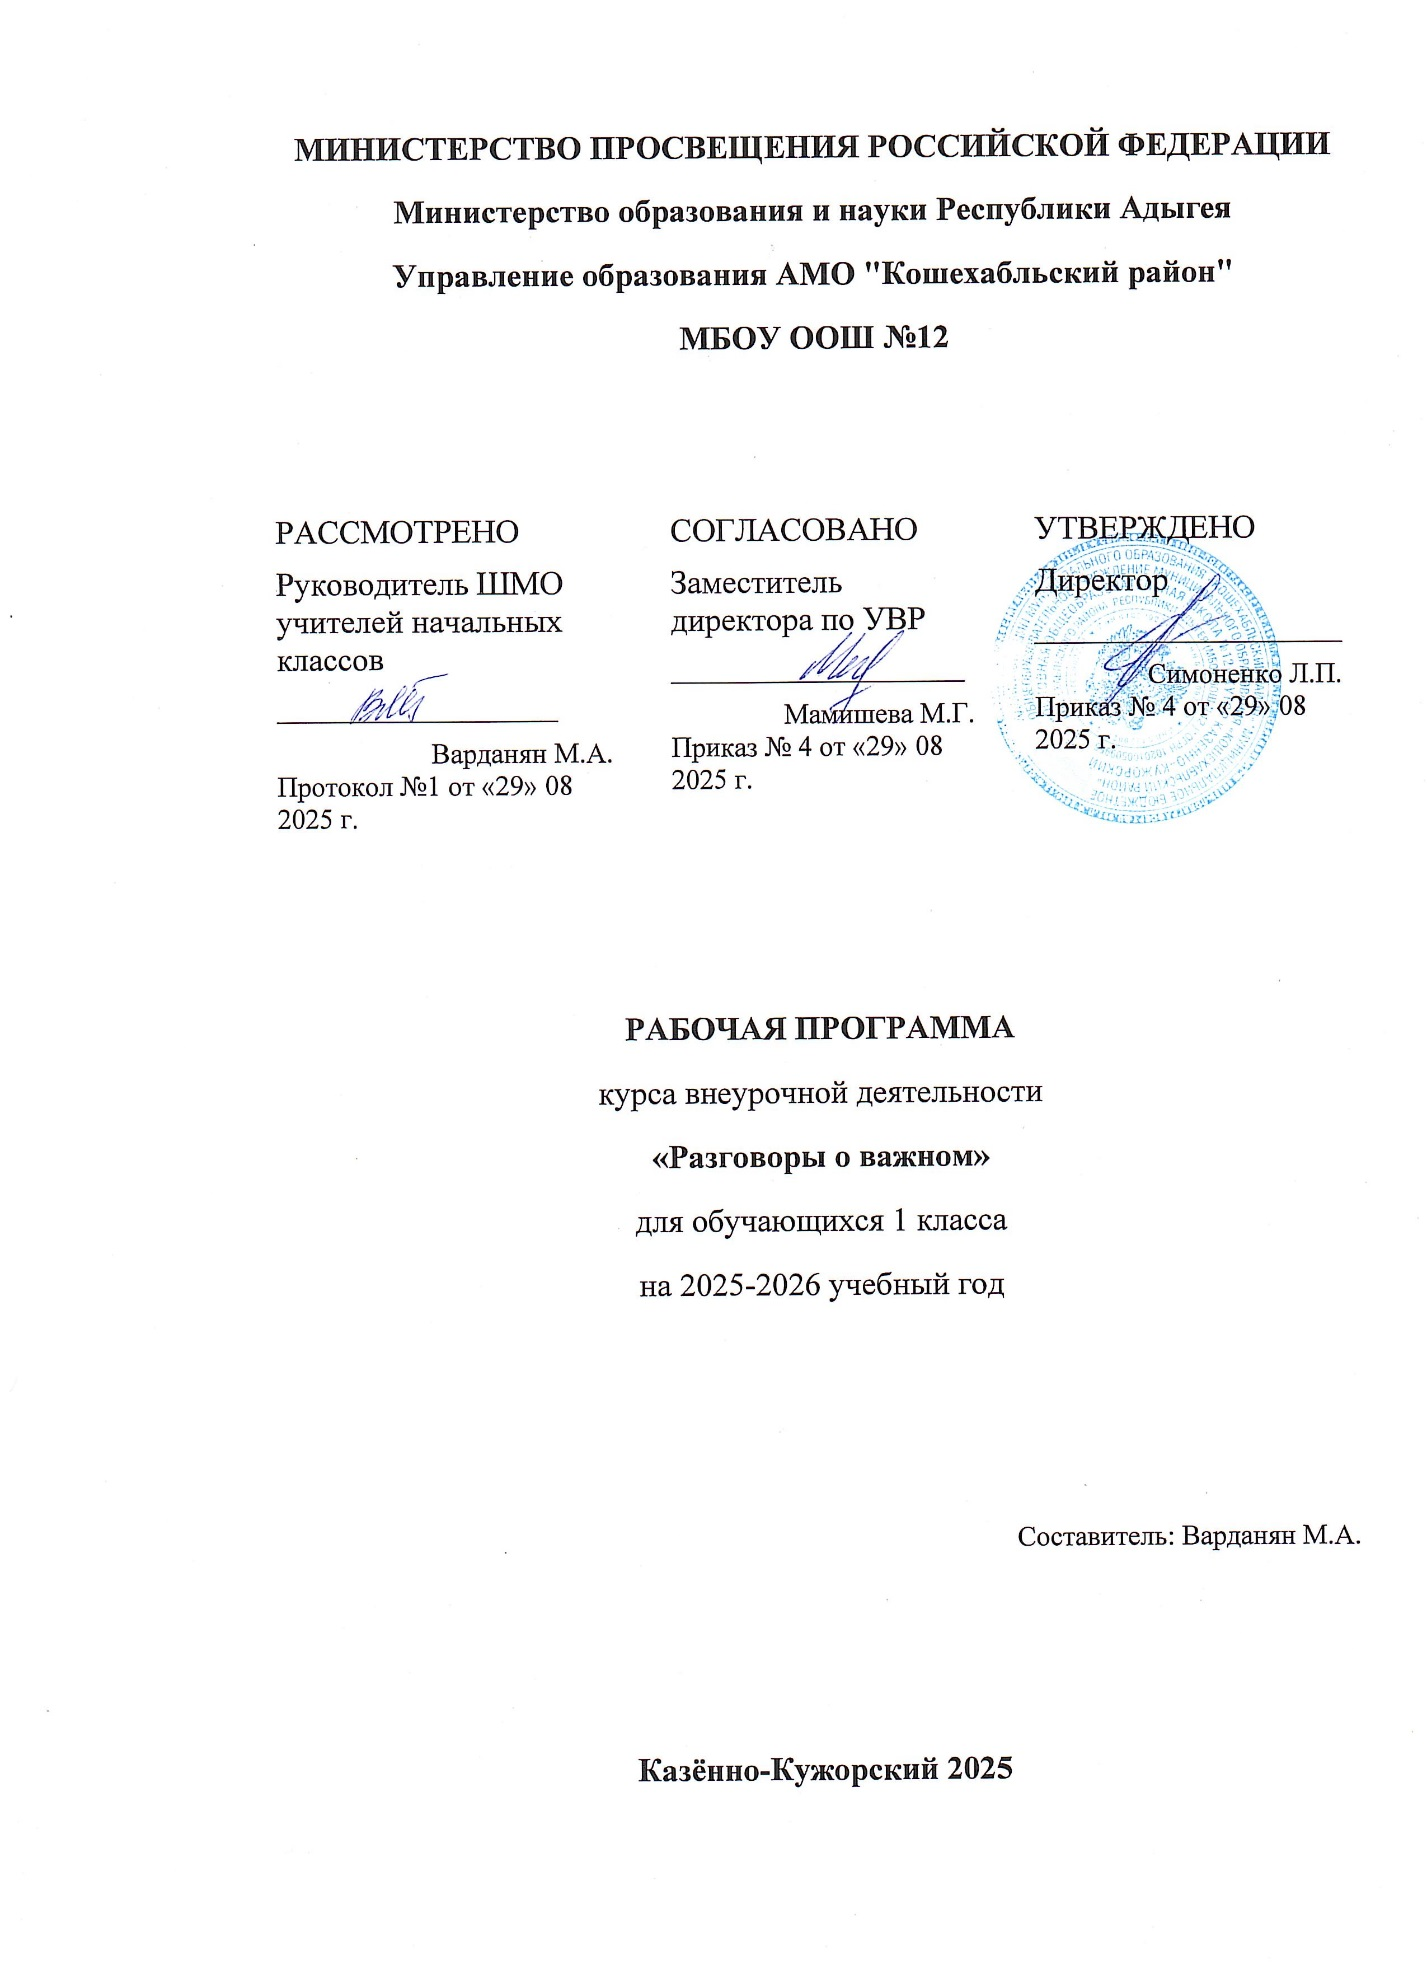 МИНИСТЕРСТВО ПРОСВЕЩЕНИЯ РОССИЙСКОЙ ФЕДЕРАЦИИ
Министерство образования и науки Республики Адыгея
Управление образования АМО "Кошехабльский район"
МБОУ ООШ №12
РАССМОТРЕНО
Руководитель ШМО
учителей начальных
классов
Варданян М.А.
Протокол №1 от «29» 08
2025 г.
СОГЛАСОВАНО
Заместитель
директора по УВР
Мамишева М.Г.
Приказ № 4 от «29» 08
2025 г.
УТВЕРЖДЕНО
Директор
Симоненко Л.П.
Приказ № 4 от «29» 08
2025 г.
РАБОЧАЯ ПРОГРАММА
курса внеурочной деятельности
«Разговоры о важном»
для обучающихся 1 класса
на 2025-2026 учебный год
Составитель: Варданян М.А.
Казённо-Кужорский 2025